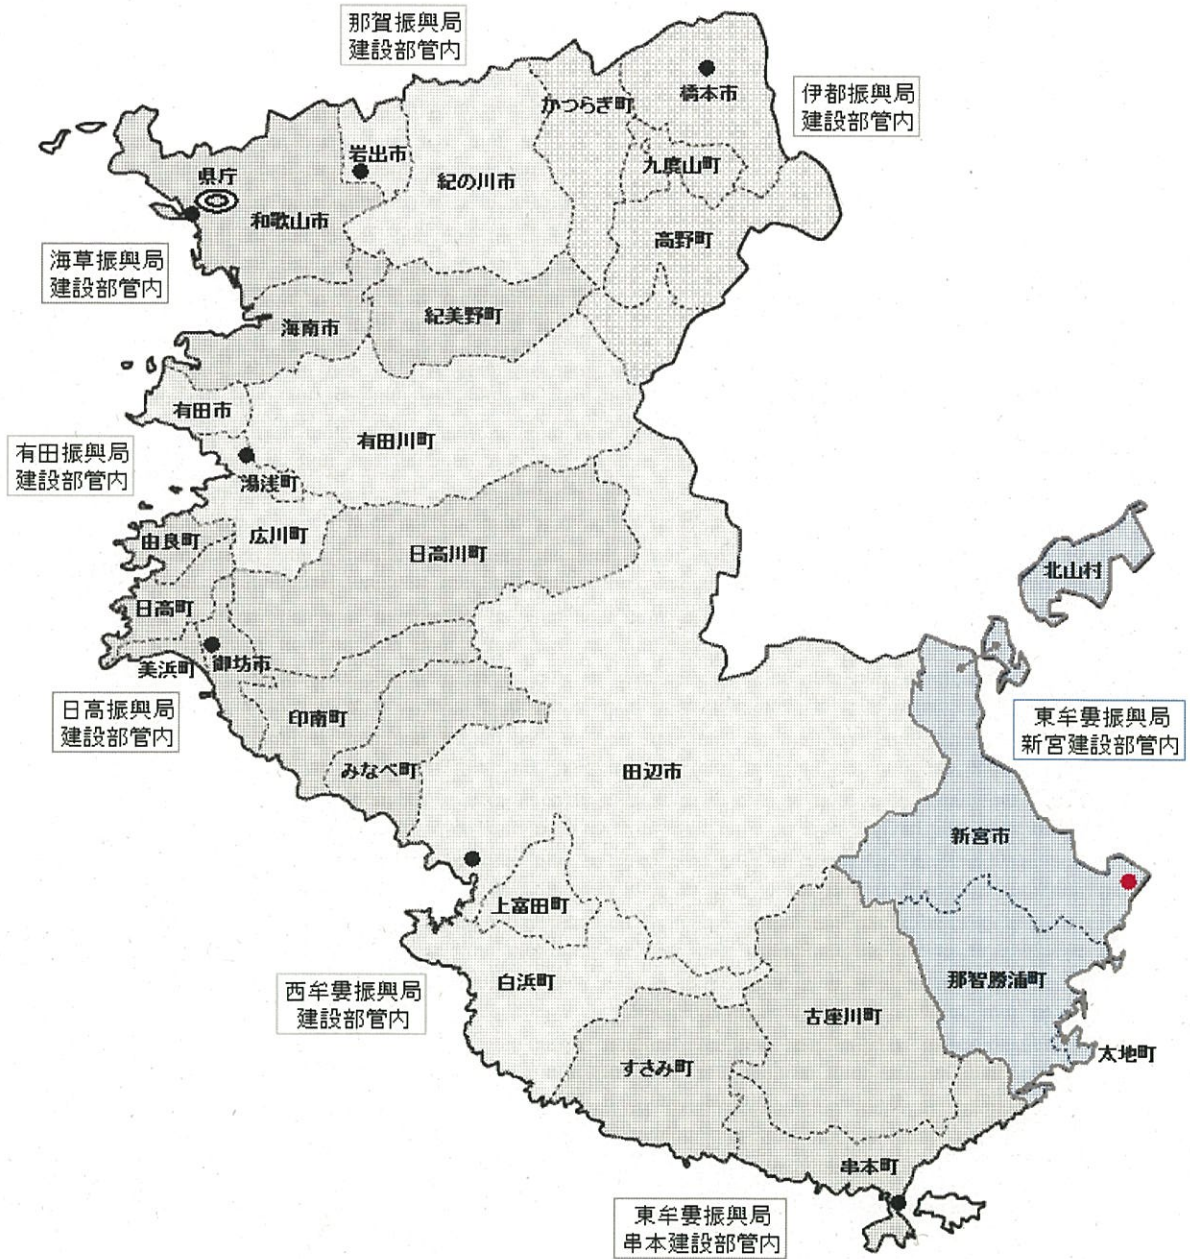 那賀振興局
建設部管内
かつらぎ町
橋本市
伊都振興局
建設部管内
岩出市
九度山町
県庁
紀の川市
和歌山市
高野町
海草振興局
建設部管内
海南市
紀美野町
有田市
有田川町
有田振興局
建設部管内
湯浅町
広川町
由良町
日高川町
北山村
日高町
美浜町
御坊市
日高振興局
建設部管内
印南町
東牟婁振興局
新宮建設部管内
みなべ町
田辺市
新宮市
上富田町
西牟婁振興局
建設部管内
白浜町
那智勝浦町
古座川町
太地町
すさみ町
串本町
東牟婁振興局
串本建設部管内